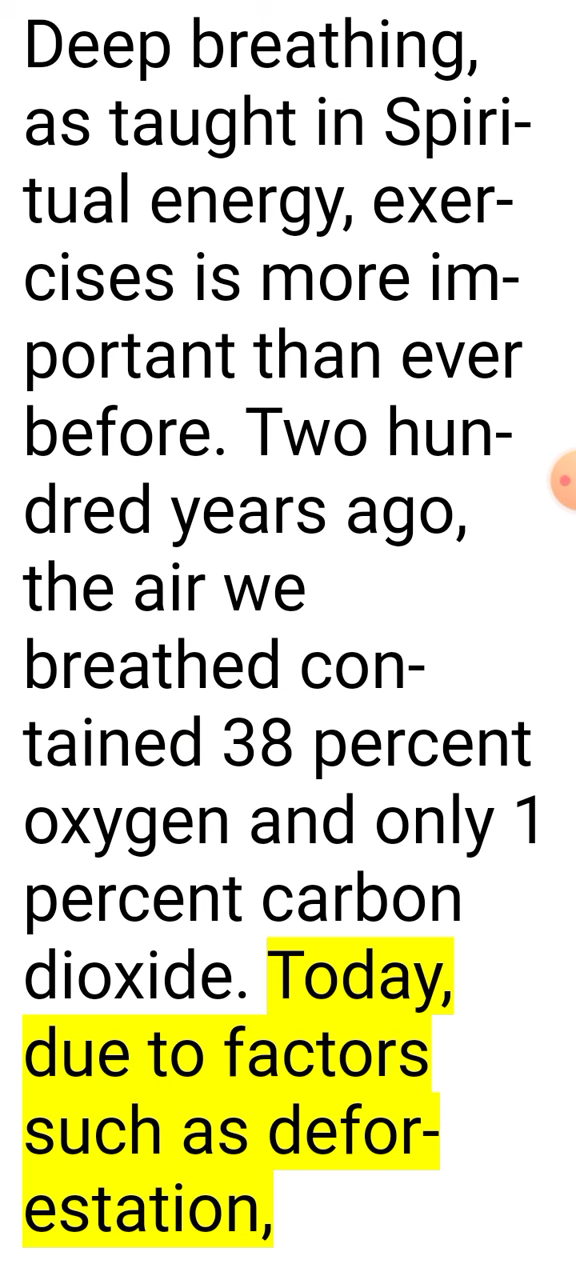 Deep breathing,
as taught in Spiri-
tual energy, exer-
cises is more im-
portant than ever
before. Two hun-
dred years ago,
the air we
breathed con-
tained 38 percent
oxygen and only 1
percent carbon
dioxide. Today,
due to factors
such as defor-
estation,